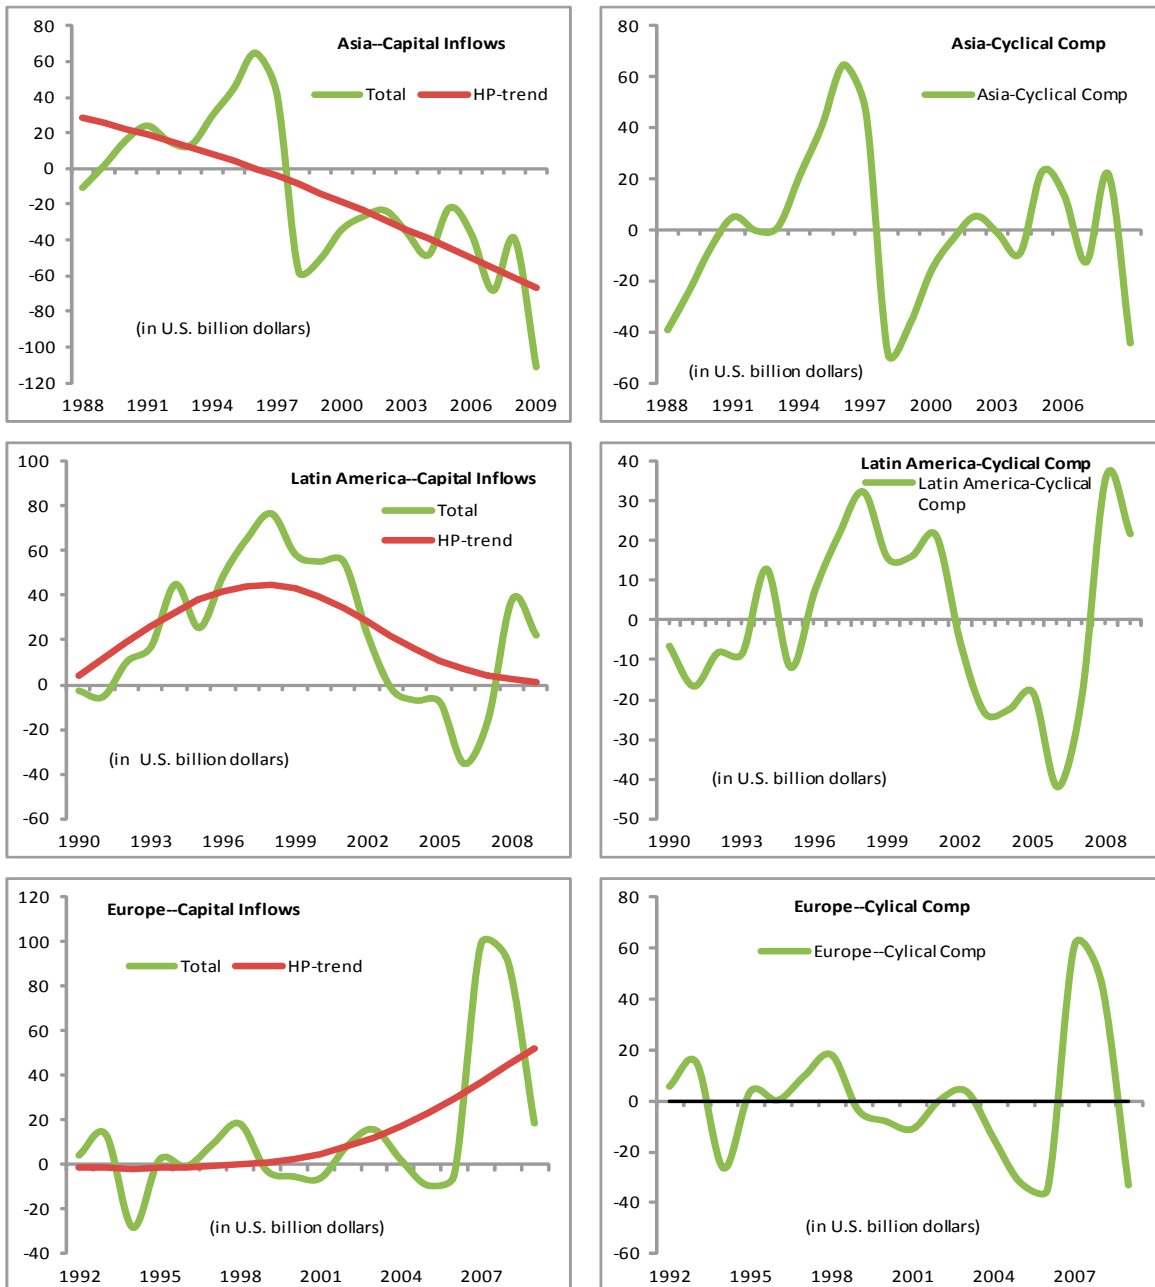 Asia--Capital Inflows
Total HP-trend
80
60
40
20
0
-20
-40
-60
-80
-100
-120
(in U.S. billion dollars)
1988 1991 1994 1997 2000 2003 2006 2009
Asia-Cyclical Comp
Asia-Cyclical Comp
80
60
40
20
0
-20
-40
-60
(in U.S. billion dollars)
1988 1991 1994 1997 2000 2003 2006
Latin America--Capital Inflows
Total
HP-trend
100
80
60
40
20
0
-20
-40
-60
(in U.S. billion dollars)
1990 1993 1996 1999 2002 2005 2008
Latin America-Cyclical Comp
Latin America-Cyclical
Comp
40
30
20
10
0
-10
-20
-30
-40
-50
(in U.S. billion dollars)
1990 1993 1996 1999 2002 2005 2008
Europe--Capital Inflows
Total HP-trend
120
100
80
60
40
20
0
-20
-40
(in U.S. billion dollars)
1992 1995 1998 2001 2004 2007
Europe--Cylical Comp
Europe--Cylical Comp
80
60
40
20
0
-20
-40
-60
(in U.S. billion dollars)
1992 1995 1998 2001 2004 2007